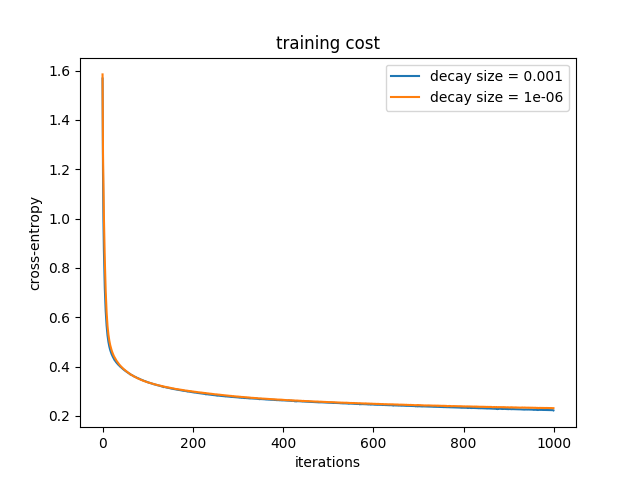 training cost
decay size = 0.001
decay size = 1e-06
cross-entropy
1.6
1.4
1.2
1.0
0.8
0.6
0.4
0.2
0 200 400 600 800 1000
iterations